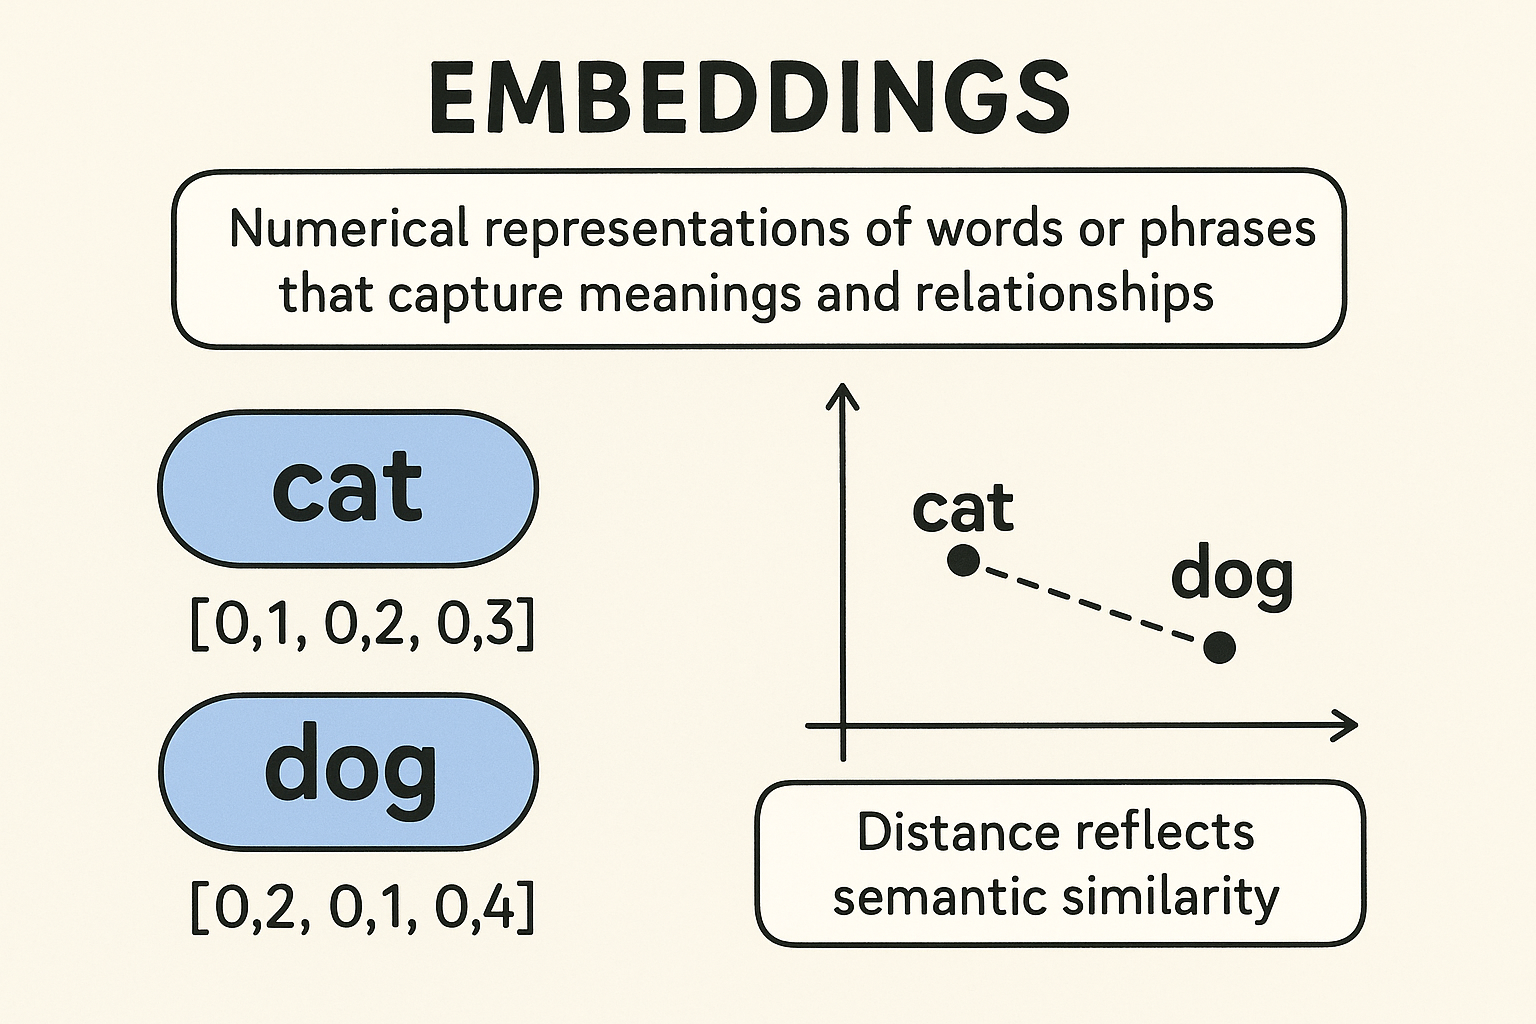 EMBEDDINGS
Numerical representations of words or phrases
that capture meanings and relationships
cat
[0,1, 0,2, 0,3]
dog
[0,2, 0,1, 0,4]
cat
dog
Distance reflects
semantic similarity